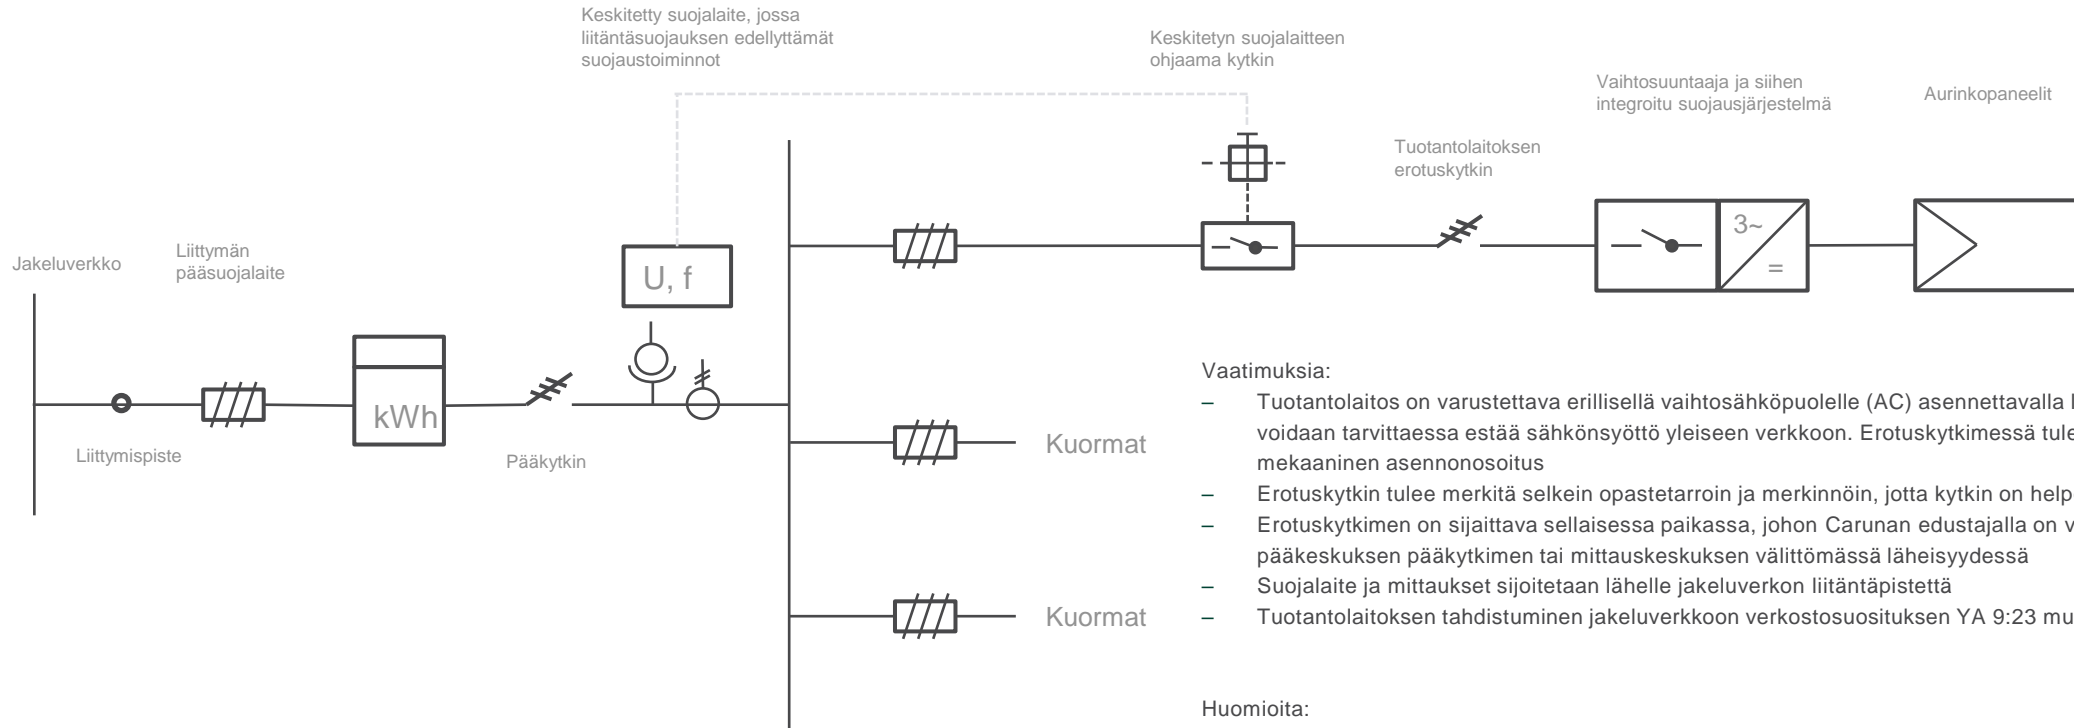 Keskitetty suojalaite, jossa
liitäntäsuojauksen edellyttämät
suojaustoiminnot
Keskitetyn suojalaitteen
ohjaama kytkin
Vaihtosuuntaaja ja siihen
integroitu suojausjärjestelmä
Aurinkopaneelit
Tuotantolaitoksen
erotuskytkin
Jakeluverkko
Liittymän
pääsuojalaite
U, f
3~
=
kWh
Liittymispiste
Pääkytkin
Kuormat
Kuormat
Vaatimuksia:
– Tuotantolaitos on varustettava erillisellä vaihtosähköpuolelle (AC) asennettavalla
voidaan tarvittaessa estää sähkönsyöttö yleiseen verkkoon. Erotuskytkimessä
mekaaninen asennonosoitus
– Erotuskytkin tulee merkitä selkein opastetarroin ja merkinnöin, jotta kytkin on
– Erotuskytkimen on sijaittava sellaisessa paikassa, johon Carunan edustajalla on
pääkeskuksen pääkytkimen tai mittauskeskuksen välittömässä läheisyydessä
– Suojalaite ja mittaukset sijoitetaan lähelle jakeluverkon liitäntäpistettä
– Tuotantolaitoksen tahdistuminen jakeluverkkoon verkostosuosituksen YA 9:23
Huomioita: